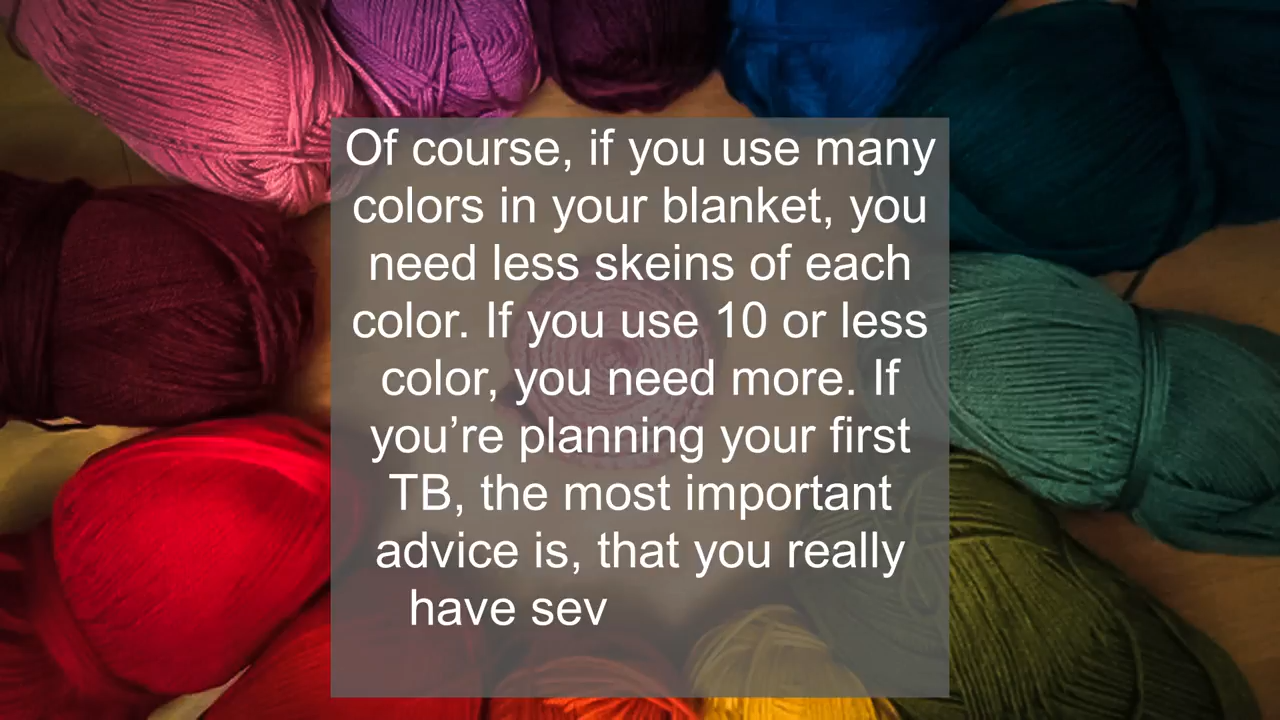 Of course, if you use many
colors in your blanket, you
need less skeins of each
color. If you use 10 or less
color, you need more. If
you’re planning your first
TB, the most important
advice is, that you really
have sev